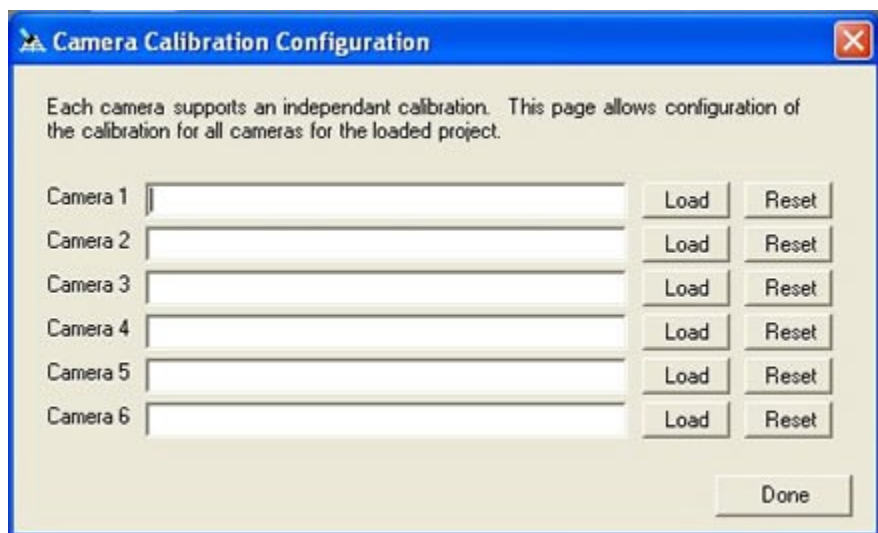 Camera Calibration Configuration
Each camera supports an independant calibration. This page allows configuration of
the calibration for all cameras for the loaded project.
Camera 1 Load Reset
Camera 2 Load Reset
Camera 3 Load Reset
Camera 4 Load Reset
Camera 5 Load Reset
Camera 6 Load Reset
Done